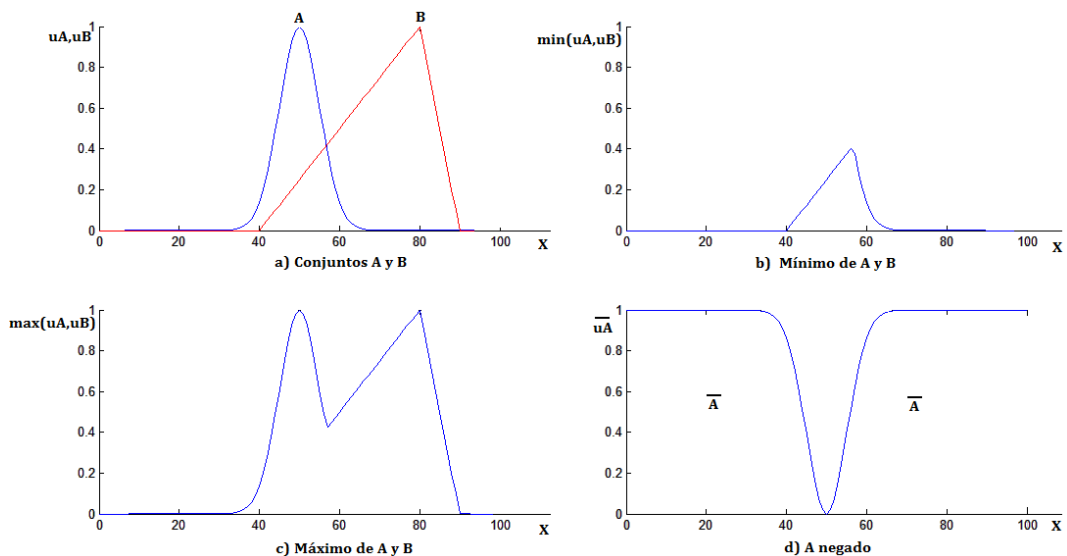 A B
uA,uB
1
0.8
0.6
0.4
0.2
0
0 20 40 60 80 100 X
a) Conjuntos A y B
min(uA,uB)
1
0.8
0.6
0.4
0.2
0
0 20 40 60 80 100 X
b) Mínimo de A y B
max(uA,uB)
1
0.8
0.6
0.4
0.2
0
0 20 40 60 80 100 X
c) Máximo de A y B
1
u̅A̅
0.8
0.6
0.4
0.2
0
A̅ A̅
0 20 40 60 80 100 X
d) A negado